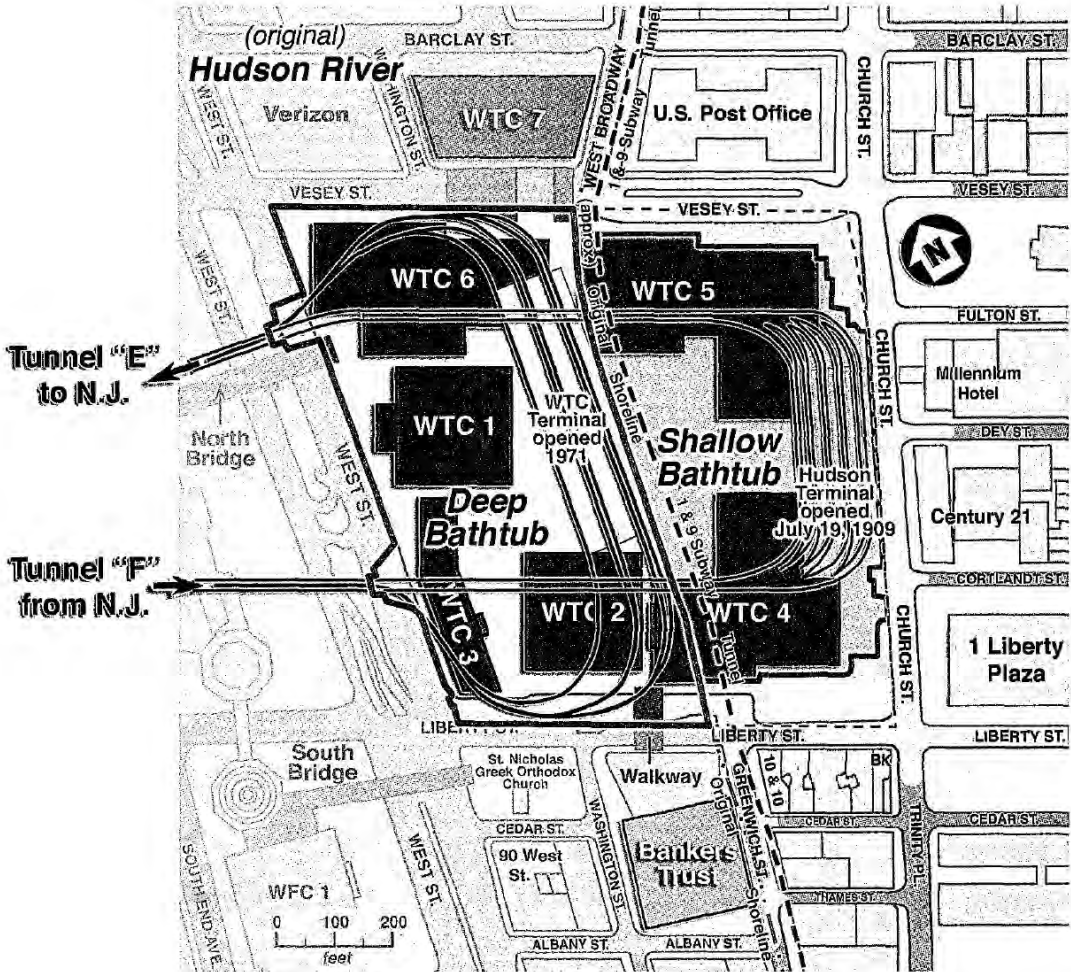 (original)
Hudson River
BARCLAY ST.
BARCLAY ST.
WEST ST.
Verizon
WASHINGTON ST.
WTC 7
WEST BROADWAY
1 & 9 Subway
Tunnel
U.S. Post Office
CHURCH ST.
VESEY ST.
VESEY ST.
VESEY ST.
(approx)
N
WEST ST.
WTC 6
WTC 5
original
Shoreline
FULTON ST.
Tunnel "E"
to N.J.
CHURCH ST.
Millennium
Hotel
North
Bridge
WTC 1
WTC
Terminal
opened
1971
Shallow
Bathtub
DEY ST.
WEST ST.
Deep
Bathtub
Hudson
Terminal
opened
July 19, 1909
Century 21
1 & 9 Subway
Tunnel
Tunnel "F"
from N.J.
CORTLANDT ST.
WTC 3
WTC 2
WTC 4
CHURCH ST.
1 Liberty
Plaza
LIBERTY ST.
LIBERTY ST.
LIBERTY ST.
South
Bridge
St. Nicholas
Greek Orthodox
Church
Walkway
10 & 10
BK
GREENWICH ST.
Original
Shoreline
CEDAR ST.
CEDAR ST.
CEDAR ST.
TRINITY PL.
WASHINGTON ST.
90 West
St.
Bankers
Trust
SOUTH END AVE.
WFC 1
WEST ST.
THAMES ST.
0 100 200
feet
ALBANY ST.
ALBANY ST.